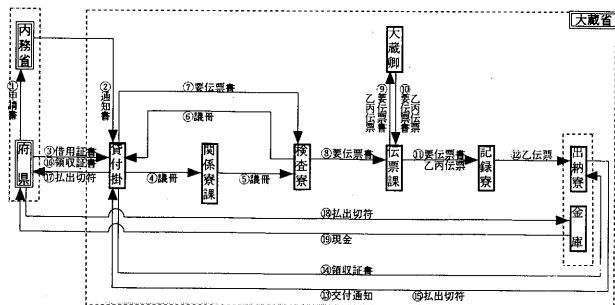 大蔵省
内務省
大蔵卿
①申請書
②通知書
⑦要伝票書
⑨要伝票書
乙丙伝票
⑩要伝票書
乙丙伝票
⑥議冊
府県
③借用証書
⑯領収証書
⑰払出切符
貸付掛
④議冊
関係寮課
⑤議冊
検査寮
⑧要伝票書
伝票課
⑪要伝票書
乙丙伝票
記録寮
⑫乙伝票
出納寮
⑱払出切符
金庫
⑲現金
⑭領収証書
⑬交付通知
⑮払出切符